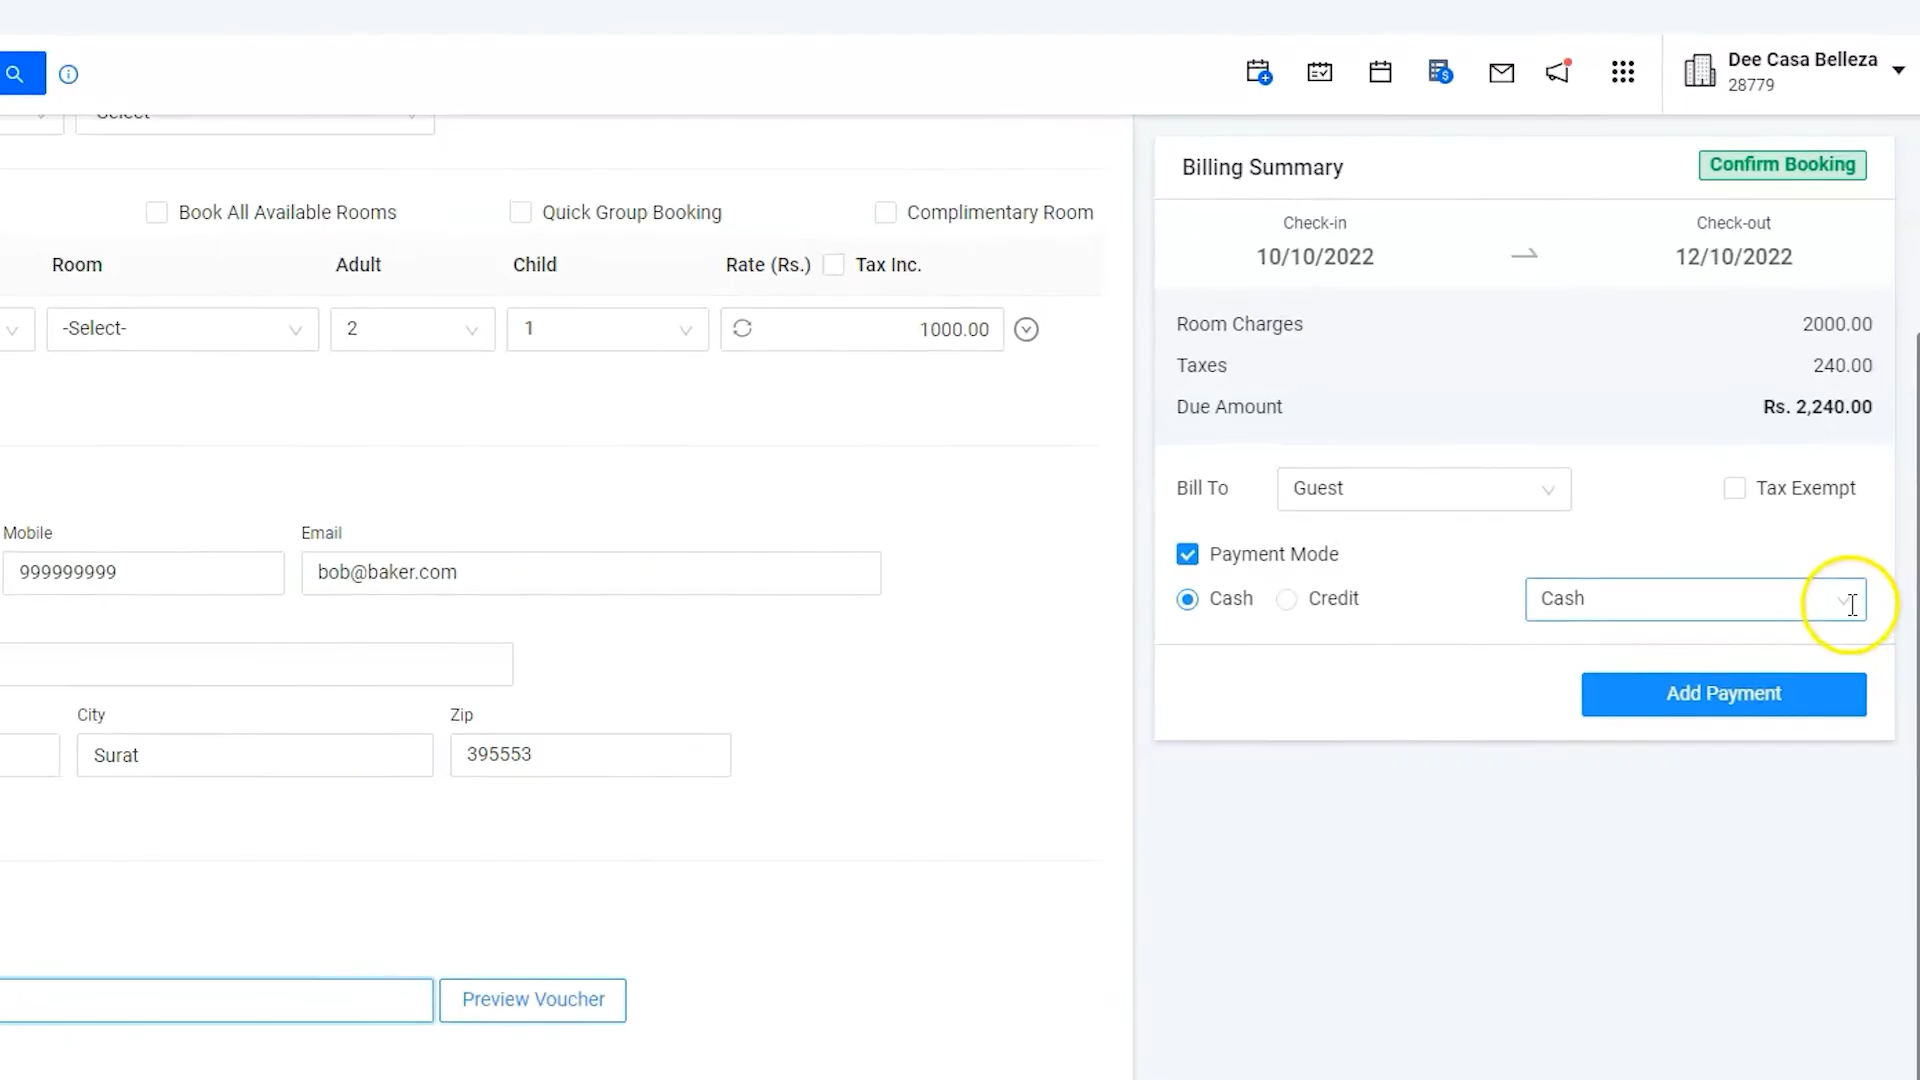 Dee Casa Belleza
28779
Select
Book All Available Rooms
Quick Group Booking
Complimentary Room
Room
Adult
Child
Rate (Rs.)
Tax Inc.
-Select-
2
1
1000.00
Mobile
Email
999999999
bob@baker.com
City
Zip
Surat
395553
Preview Voucher
Billing Summary
Confirm Booking
Check-in
Check-out
10/10/2022
12/10/2022
Room Charges
2000.00
Taxes
240.00
Due Amount
Rs. 2,240.00
Bill To
Guest
Tax Exempt
Payment Mode
Cash
Credit
Cash
Add Payment